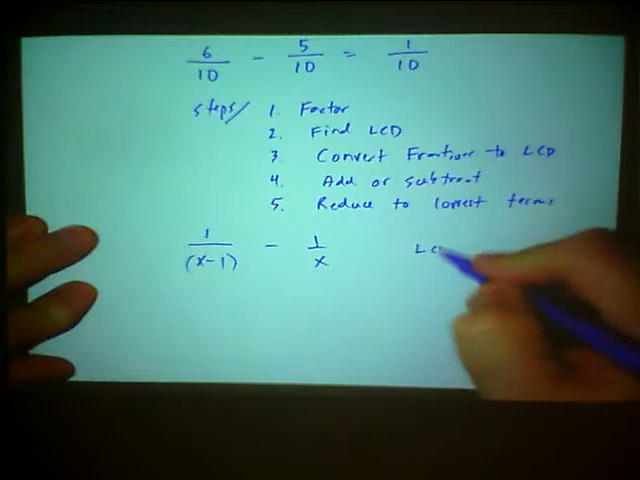 6/10 - 5/10 = 1/10
steps/ 1. Factor
2. Find LCD
3. Convert Fractions to LCD
4. Add or subtract
5. Reduce to lowest terms
1/(x-1) - 1/x LC